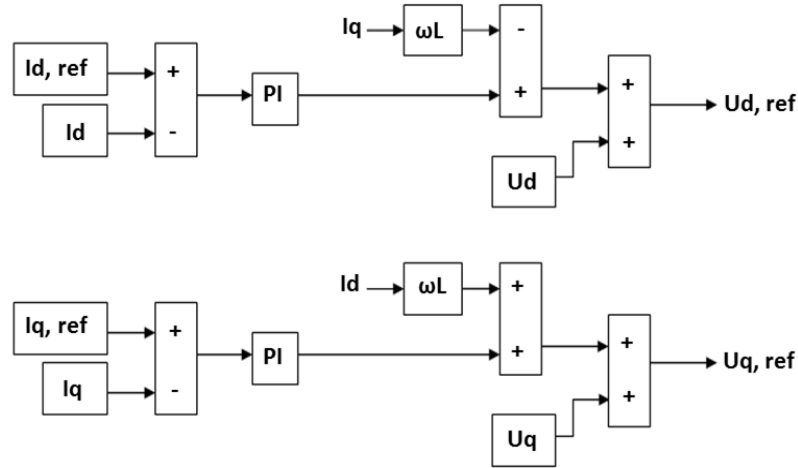 Iq
ωL
-
Id, ref
+
PI
+
+
Ud, ref
Id
-
+
Ud
Id
ωL
+
Iq, ref
+
PI
+
+
Uq, ref
Iq
-
+
Uq